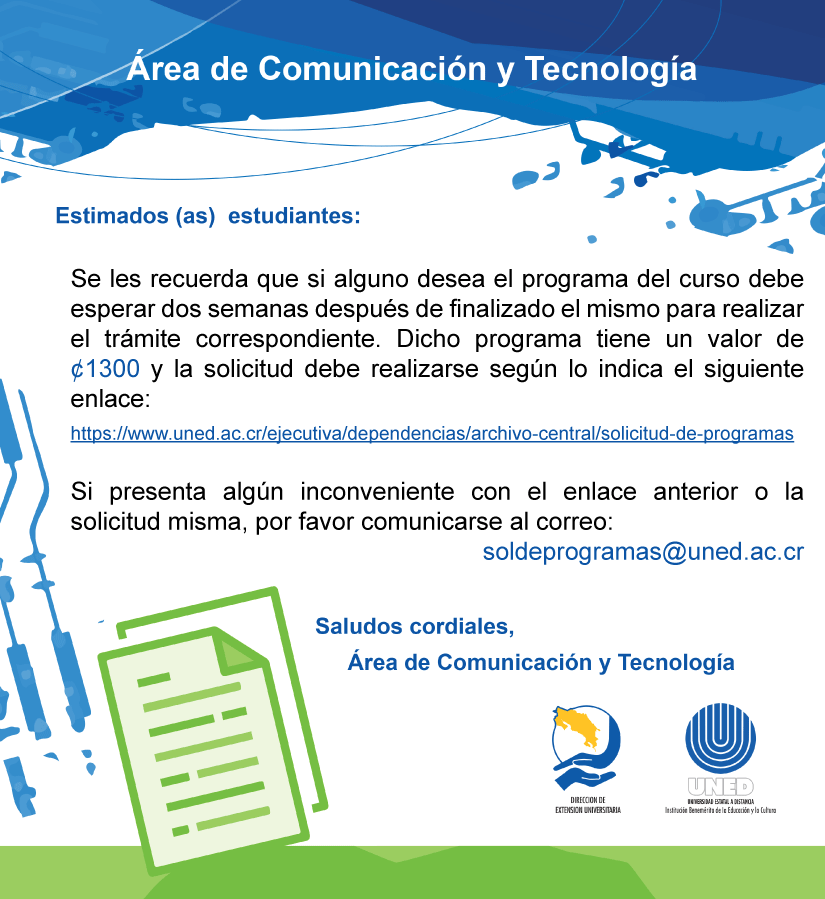 Área de Comunicación y Tecnología
Estimados (as) estudiantes:
Se les recuerda que si alguno desea el programa del curso debe
esperar dos semanas después de finalizado el mismo para realizar
el trámite correspondiente. Dicho programa tiene un valor de
¢1300 y la solicitud debe realizarse según lo indica el siguiente
enlace:
https://www.uned.ac.cr/ejecutiva/dependencias/archivo-central/solicitud-de-programas
Si presenta algún inconveniente con el enlace anterior o la
solicitud misma, por favor comunicarse al correo:
soldeprogramas@uned.ac.cr
Saludos cordiales,
Área de Comunicación y Tecnología
DIRECCION DE
EXTENSION UNIVERSITARIA
UNED
UNIVERSIDAD ESTATAL A DISTANCIA
Institución Benemérita de la Educación y la Cultura